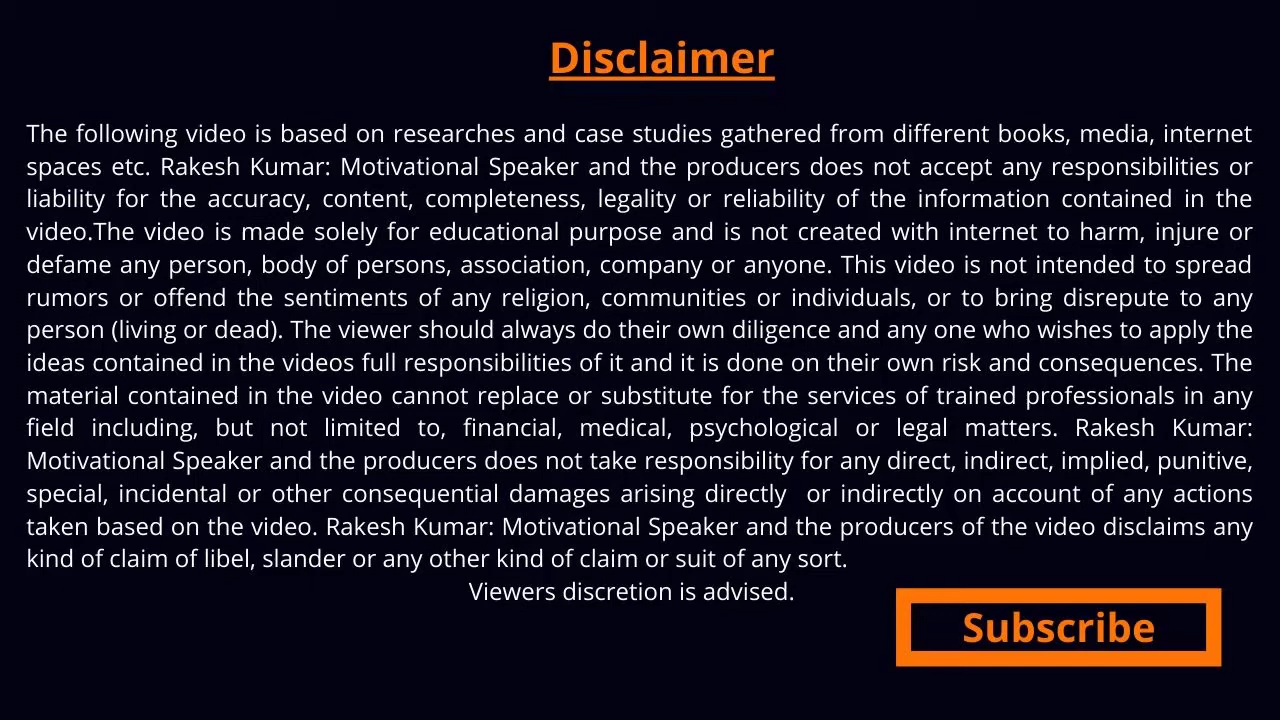 Disclaimer
The following video is based on researches and case studies gathered from different books, media, internet
spaces etc. Rakesh Kumar: Motivational Speaker and the producers does not accept any responsibilities or
liability for the accuracy, content, completeness, legality or reliability of the information contained in the
video.The video is made solely for educational purpose and is not created with internet to harm, injure or
defame any person, body of persons, association, company or anyone. This video is not intended to spread
rumors or offend the sentiments of any religion, communities or individuals, or to bring disrepute to any
person (living or dead). The viewer should always do their own diligence and any one who wishes to apply the
ideas contained in the videos full responsibilities of it and it is done on their own risk and consequences. The
material contained in the video cannot replace or substitute for the services of trained professionals in any
field including, but not limited to, financial, medical, psychological or legal matters. Rakesh Kumar:
Motivational Speaker and the producers does not take responsibility for any direct, indirect, implied, punitive,
special, incidental or other consequential damages arising directly  or indirectly on account of any actions
taken based on the video. Rakesh Kumar: Motivational Speaker and the producers of the video disclaims any
kind of claim of libel, slander or any other kind of claim or suit of any sort.
Viewers discretion is advised.
Subscribe